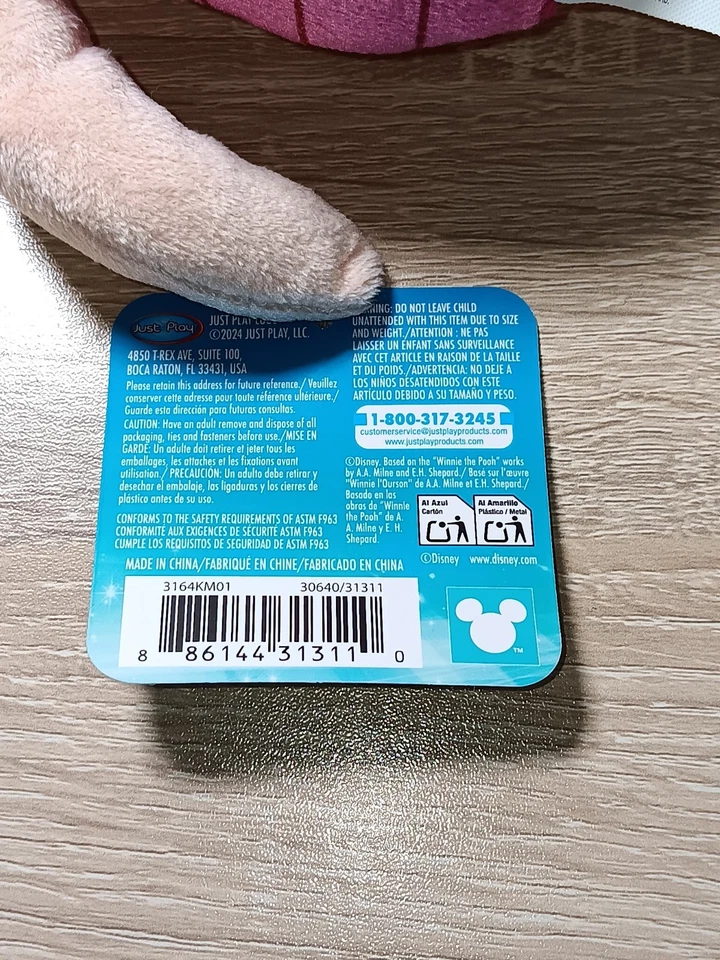 Just Play
JUST PLAY
©2024 JUST PLAY, LLC.
4850 T-REX AVE, SUITE 100,
BOCA RATON, FL 33431, USA
Please retain this address for future reference./ Veuillez
conserver cette adresse pour toute référence ultérieure./
Guarde esta dirección para futuras consultas.
CAUTION: Have an adult remove and dispose of all
packaging, ties and fasteners before use./MISE EN
GARDE: Un adulte doit retirer et jeter tous les
emballages, les attaches et les fixations avant
utilisation./ PRECAUCIÓN: Un adulto debe retirar y
desechar el embalaje, las ligaduras y los cierres de
plástico antes de su uso.
CONFORMS TO THE SAFETY REQUIREMENTS OF ASTM F963
CONFORMITÉ AUX EXIGENCES DE SÉCURITÉ ASTM F963
CUMPLE LOS REQUISITOS DE SEGURIDAD DE ASTM F963
DO NOT LEAVE CHILD
UNATTENDED WITH THIS ITEM DUE TO SIZE
AND WEIGHT./ATTENTION : NE PAS
LAISSER UN ENFANT SANS SURVEILLANCE
AVEC CET ARTICLE EN RAISON DE LA TAILLE
ET DU POIDS./ADVERTENCIA: NO DEJE A
LOS NIÑOS DESATENDIDOS CON ESTE
ARTÍCULO DEBIDO A SU TAMAÑO Y PESO.
1-800-317-3245
customerservice@justplayproducts.com
www.justplayproducts.com
©Disney. Based on the "Winnie the Pooh" works
by A.A. Milne and E.H. Shepard./ Basé sur l'œuvre
"Winnie l'Ourson" de A.A. Milne et E.H. Shepard./
Basado en las
obras de "Winnie
the Pooh" de A.
A. Milne y E. H.
Shepard.
Al Azul
Cartón
Al Amarillo
Plástico / Metal
©Disney www.disney.com
MADE IN CHINA/FABRIQUÉ EN CHINE/FABRICADO EN CHINA
3164KM01 30640/31311
8 86144 31311 0
TM